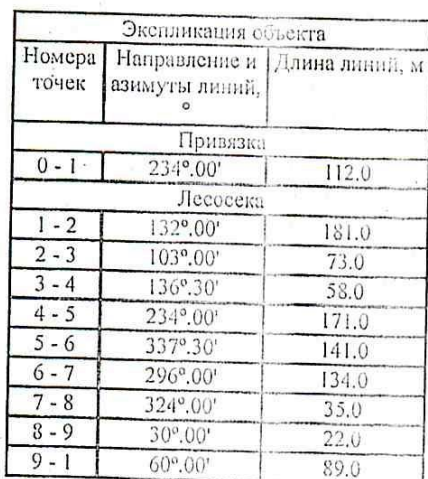 Экспликация объекта
Номера точек | Направление и азимуты линий, ° | Длина линий, м
Привязка
0 - 1 | 234°.00' | 112.0
Лесосека
1 - 2 | 132°.00' | 181.0
2 - 3 | 103°.00' | 73.0
3 - 4 | 136°.30' | 58.0
4 - 5 | 234°.00' | 171.0
5 - 6 | 337°.30' | 141.0
6 - 7 | 296°.00' | 134.0
7 - 8 | 324°.00' | 35.0
8 - 9 | 30°.00' | 22.0
9 - 1 | 60°.00' | 89.0